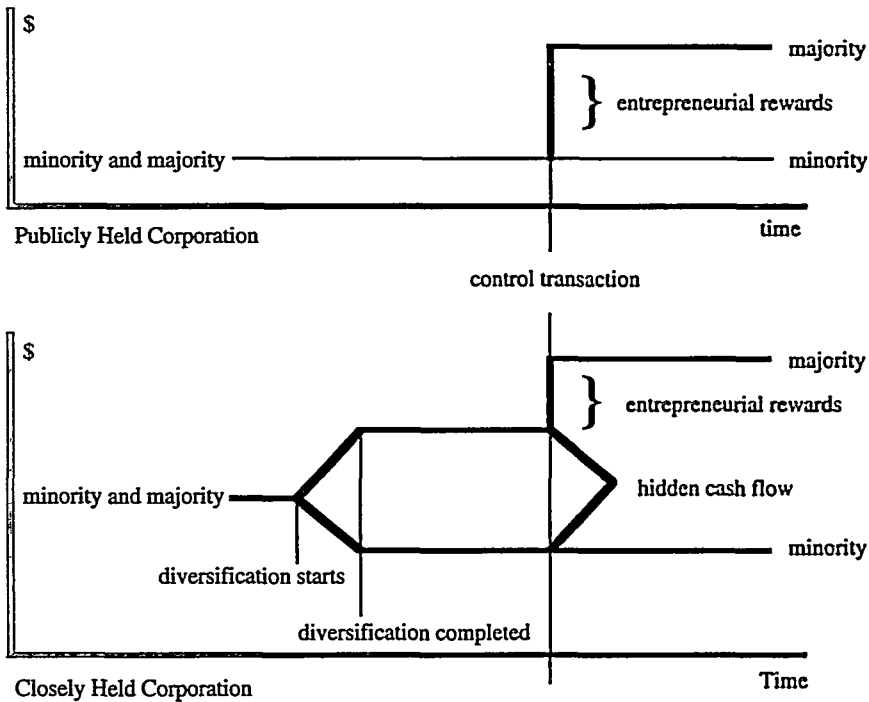 $
majority
entrepreneurial rewards
minority and majority
minority
time
Publicly Held Corporation
control transaction
$
majority
entrepreneurial rewards
hidden cash flow
minority and majority
minority
diversification starts
diversification completed
Time
Closely Held Corporation